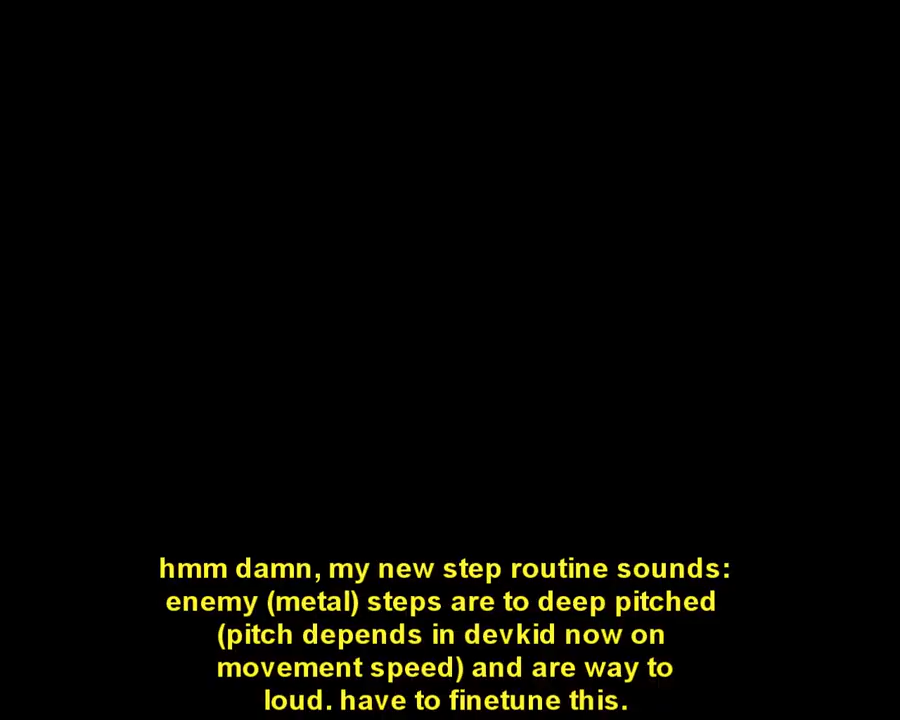 hmm damn, my new step routine sounds:
enemy (metal) steps are to deep pitched
(pitch depends in devkid now on
movement speed) and are way to
loud. have to finetune this.